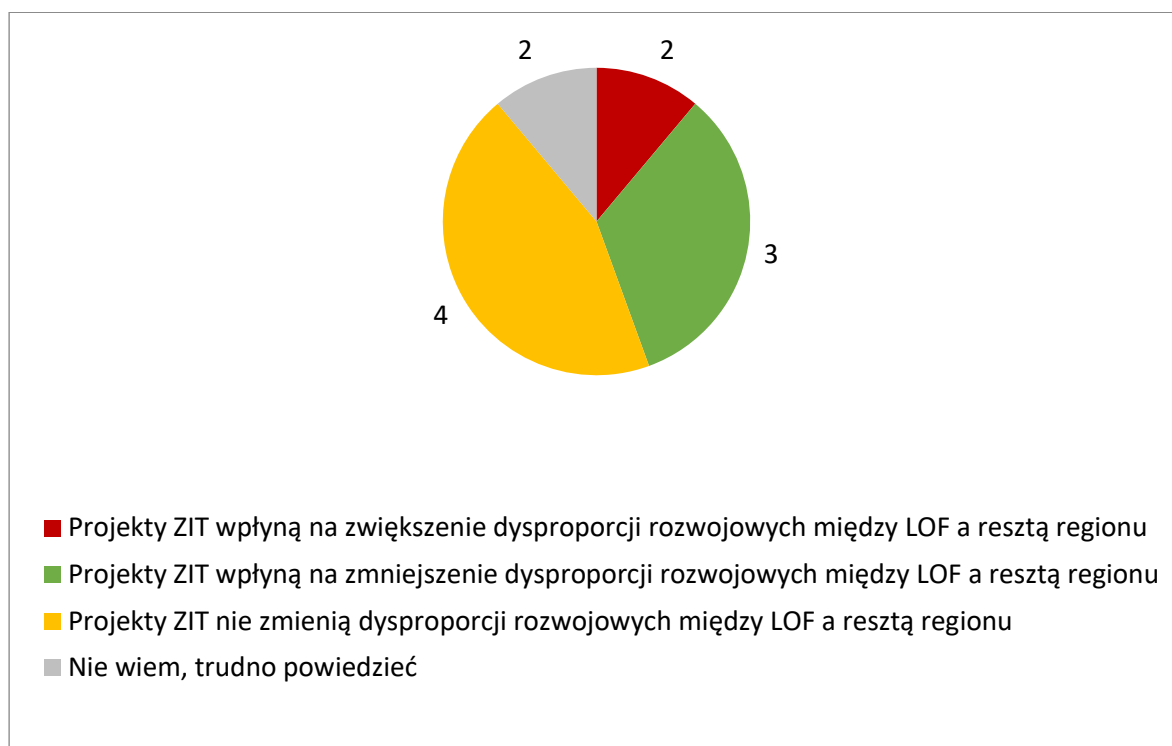 2 2
3
4
Projekty ZIT wpłyną na zwiększenie dysproporcji rozwojowych między LOF a resztą regionu
Projekty ZIT wpłyną na zmniejszenie dysproporcji rozwojowych między LOF a resztą regionu
Projekty ZIT nie zmienią dysproporcji rozwojowych między LOF a resztą regionu
Nie wiem, trudno powiedzieć